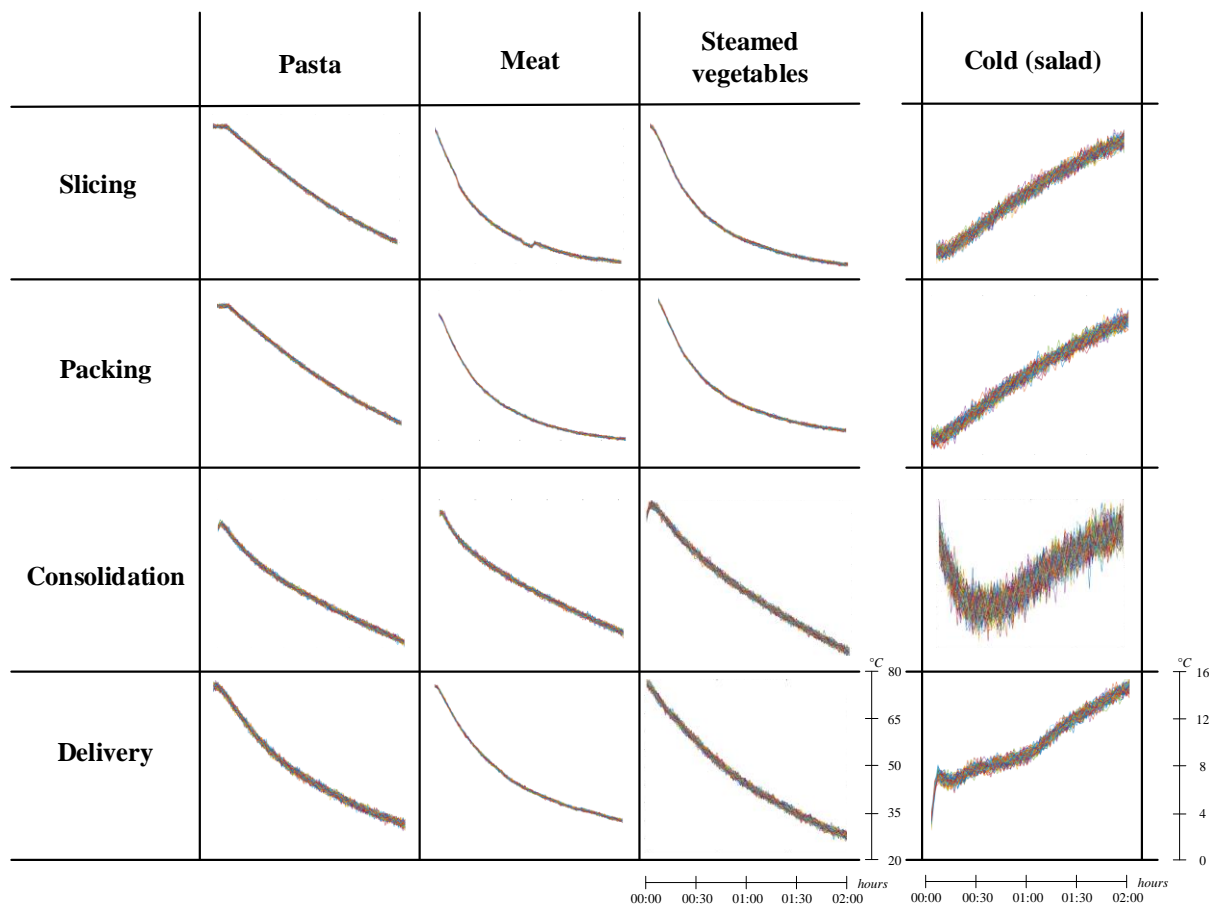 Pasta
Meat
Steamed
vegetables
Cold (salad)
Slicing
Packing
Consolidation
Delivery
°C
80
65
50
35
20
°C
16
12
8
4
0
hours
00:00 00:30 01:00 01:30 02:00
hours
00:00 00:30 01:00 01:30 02:00